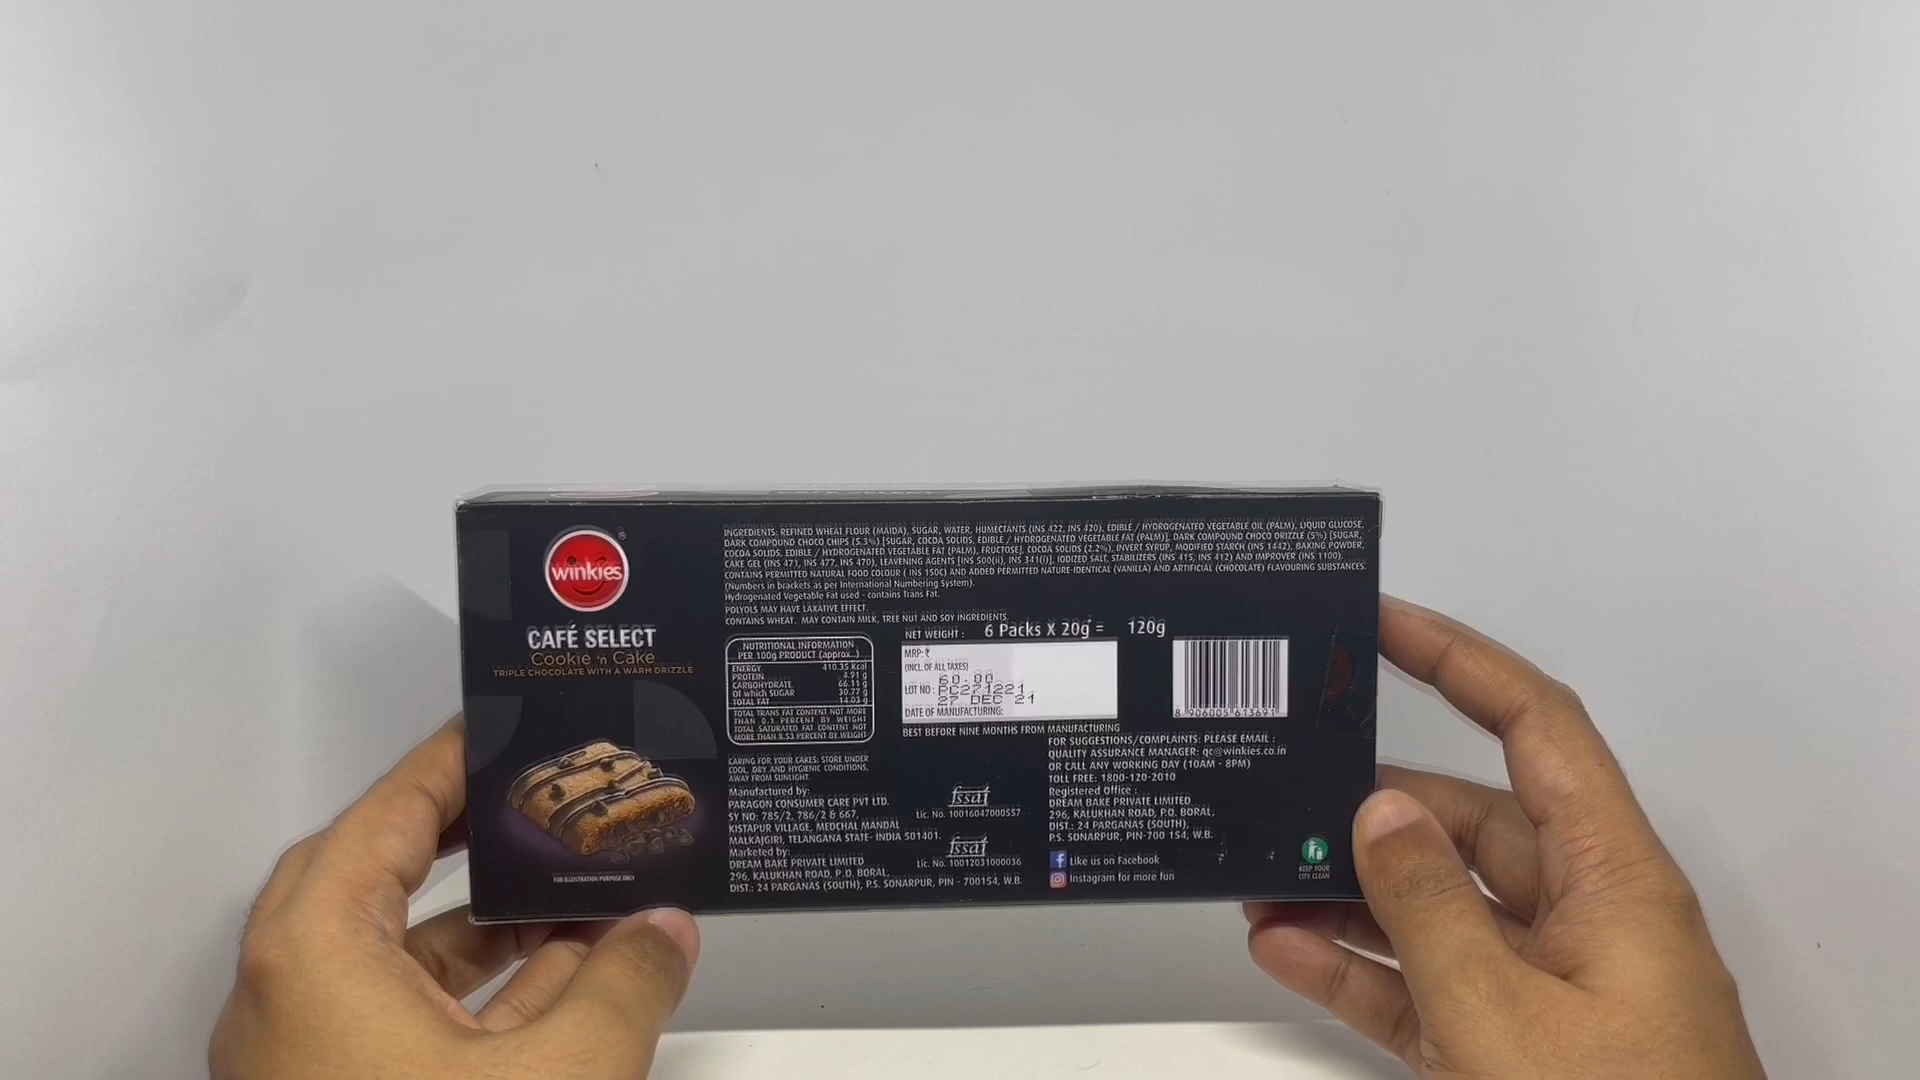 winkies
®
CAFÉ SELECT
Cookie 'n Cake
TRIPLE CHOCOLATE WITH A WARM DRIZZLE
FOR ILLUSTRATION PURPOSE ONLY
INGREDIENTS: REFINED WHEAT FLOUR (MAIDA), SUGAR, WATER, HUMECTANTS (INS 422, INS 420), EDIBLE / HYDROGENATED VEGETABLE OIL (PALM), LIQUID GLUCOSE,
DARK COMPOUND CHOCO CHIPS (5.3%) [SUGAR, COCOA SOLIDS, EDIBLE / HYDROGENATED VEGETABLE FAT (PALM)], DARK COMPOUND CHOCO DRIZZLE (5%) [SUGAR,
COCOA SOLIDS, EDIBLE / HYDROGENATED VEGETABLE FAT (PALM), FRUCTOSE], COCOA SOLIDS (2.2%), INVERT SYRUP, MODIFIED STARCH (INS 1442), BAKING POWDER,
CAKE GEL (INS 471, INS 477, INS 470), LEAVENING AGENTS [INS 500(ii), INS 341(i)], IODIZED SALT, STABILIZERS (INS 415, INS 412) AND IMPROVER (INS 1100).
CONTAINS PERMITTED NATURAL FOOD COLOUR ( INS 150C) AND ADDED PERMITTED NATURE-IDENTICAL (VANILLA) AND ARTIFICIAL (CHOCOLATE) FLAVOURING SUBSTANCES.
(Numbers in brackets as per International Numbering System).
Hydrogenated Vegetable Fat used - contains Trans Fat.
POLYOLS MAY HAVE LAXATIVE EFFECT.
CONTAINS WHEAT. MAY CONTAIN MILK, TREE NUT AND SOY INGREDIENTS.
NUTRITIONAL INFORMATION
PER 100g PRODUCT (approx..)
ENERGY 410.35 Kcal
PROTEIN 4.91 g
CARBOHYDRATE 66.11 g
Of which SUGAR 30.77 g
TOTAL FAT 14.03 g
TOTAL TRANS FAT CONTENT NOT MORE
THAN 0.1 PERCENT BY WEIGHT
TOTAL SATURATED FAT CONTENT NOT
MORE THAN 8.53 PERCENT BY WEIGHT
NET WEIGHT : 6 Packs X 20g = 120g
MRP: ₹
(INCL. OF ALL TAXES)
60.00
LOT NO : PC271221
27 DEC 21
DATE OF MANUFACTURING:
BEST BEFORE NINE MONTHS FROM MANUFACTURING
8 906005 613691
CARING FOR YOUR CAKES: STORE UNDER
COOL, DRY AND HYGIENIC CONDITIONS,
AWAY FROM SUNLIGHT.
Manufactured by:
PARAGON CONSUMER CARE PVT LTD.
SY NO: 785/2, 786/2 & 667,
KISTAPUR VILLAGE, MEDCHAL MANDAL
MALKAJGIRI, TELANGANA STATE- INDIA 501401.
Marketed by:
DREAM BAKE PRIVATE LIMITED
296, KALUKHAN ROAD, P.O. BORAL,
DIST.: 24 PARGANAS (SOUTH), P.S. SONARPUR, PIN - 700154, W.B.
fssai
Lic. No. 10016047000557
fssai
Lic. No. 10012031000036
FOR SUGGESTIONS/COMPLAINTS: PLEASE EMAIL :
QUALITY ASSURANCE MANAGER: qc@winkies.co.in
OR CALL ANY WORKING DAY (10AM - 8PM)
TOLL FREE: 1800-120-2010
Registered Office :
DREAM BAKE PRIVATE LIMITED
296, KALUKHAN ROAD, P.O. BORAL,
DIST.: 24 PARGANAS (SOUTH),
P.S. SONARPUR, PIN-700 154, W.B.
Like us on Facebook
Instagram for more fun
KEEP YOUR
CITY CLEAN